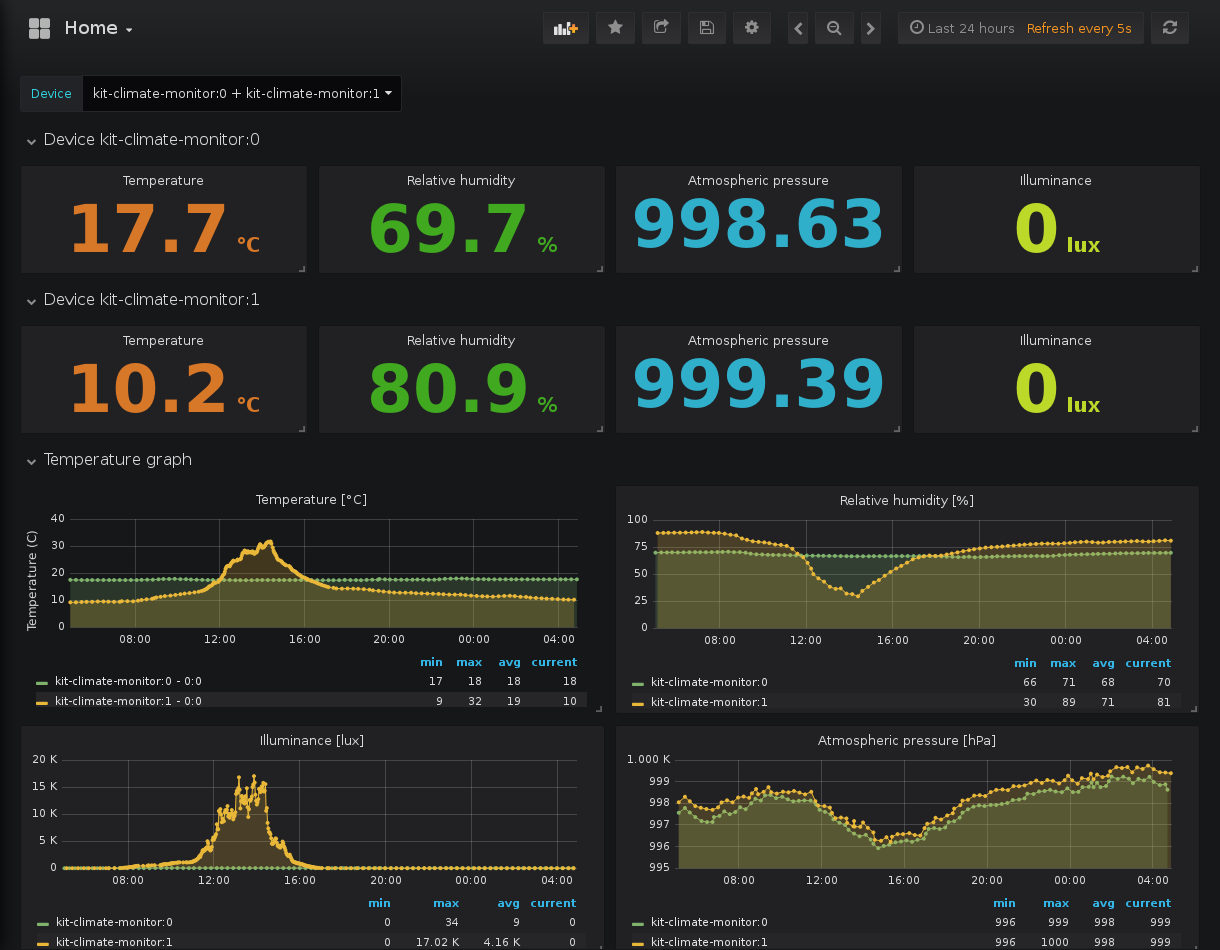 Home
Last 24 hours Refresh every 5s
Device kit-climate-monitor:0 + kit-climate-monitor:1
Device kit-climate-monitor:0
Temperature
17.7 °C
Relative humidity
69.7 %
Atmospheric pressure
998.63
Illuminance
0 lux
Device kit-climate-monitor:1
Temperature
10.2 °C
Relative humidity
80.9 %
Atmospheric pressure
999.39
Illuminance
0 lux
Temperature graph
Temperature [°C]
Temperature (C)
40
30
20
10
0
08:00 12:00 16:00 20:00 00:00 04:00
min max avg current
kit-climate-monitor:0 - 0:0 17 18 18 18
kit-climate-monitor:1 - 0:0 9 32 19 10
Relative humidity [%]
100
75
50
25
0
08:00 12:00 16:00 20:00 00:00 04:00
min max avg current
kit-climate-monitor:0 66 71 68 70
kit-climate-monitor:1 30 89 71 81
Illuminance [lux]
20 K
15 K
10 K
5 K
0
08:00 12:00 16:00 20:00 00:00 04:00
min max avg current
kit-climate-monitor:0 0 34 9 0
kit-climate-monitor:1 0 17.02 K 4.16 K 0
Atmospheric pressure [hPa]
1.000 K
999
998
997
996
995
08:00 12:00 16:00 20:00 00:00 04:00
min max avg current
kit-climate-monitor:0 996 999 998 999
kit-climate-monitor:1 996 1000 998 999